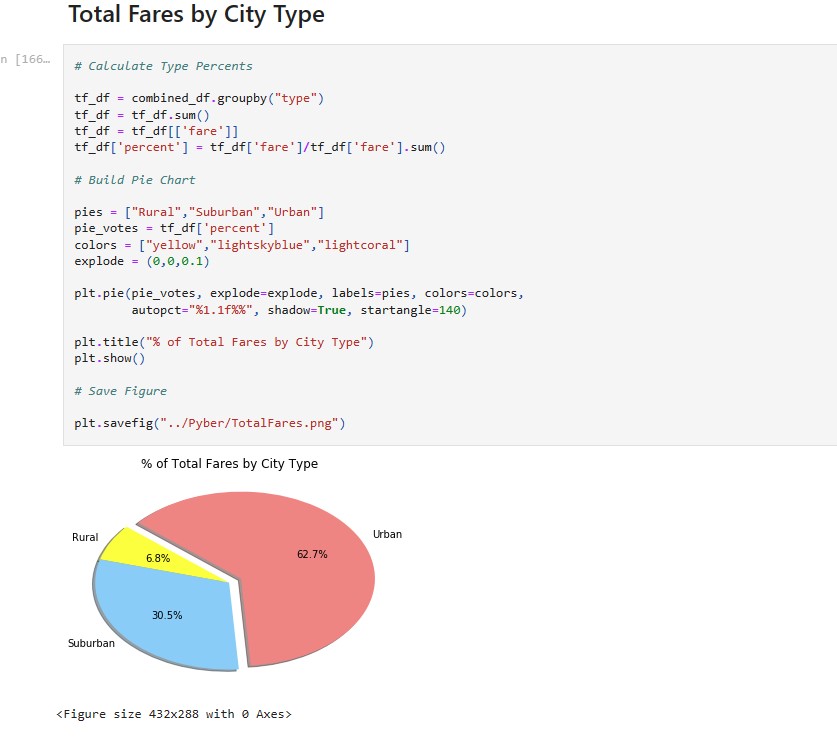 Total Fares by City Type
n [166…
# Calculate Type Percents
tf_df = combined_df.groupby("type")
tf_df = tf_df.sum()
tf_df = tf_df[['fare']]
tf_df['percent'] = tf_df['fare']/tf_df['fare'].sum()
# Build Pie Chart
pies = ["Rural","Suburban","Urban"]
pie_votes = tf_df['percent']
colors = ["yellow","lightskyblue","lightcoral"]
explode = (0,0,0.1)
plt.pie(pie_votes, explode=explode, labels=pies, colors=colors,
        autopct="%1.1f%%", shadow=True, startangle=140)
plt.title("% of Total Fares by City Type")
plt.show()
# Save Figure
plt.savefig("../Pyber/TotalFares.png")
% of Total Fares by City Type
Urban
Rural
62.7%
6.8%
30.5%
Suburban
<Figure size 432x288 with 0 Axes>